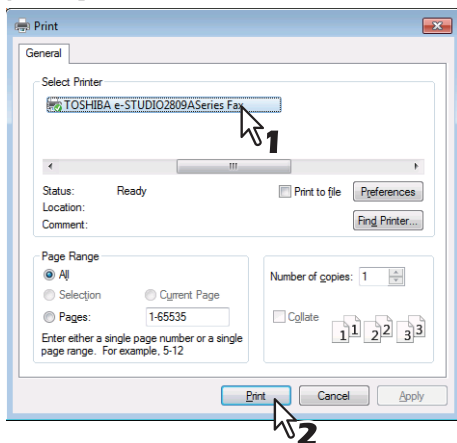 Print
General
Select Printer
TOSHIBA e-STUDIO2809ASeries Fax
1
Status: Ready
Print to file
Preferences
Location:
Comment:
Find Printer...
Page Range
All
Selection
Current Page
Pages: 1-65535
Enter either a single page number or a single
page range. For example, 5-12
Number of copies: 1
Collate
1 1 2 2 3 3
Print
Cancel
Apply
2